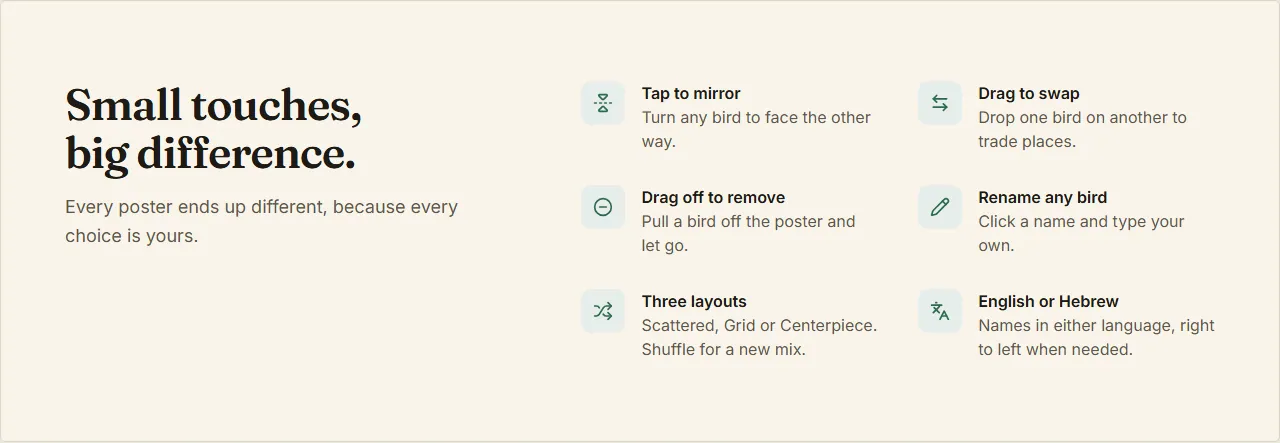 Small touches,
big difference.
Every poster ends up different, because every
choice is yours.
Tap to mirror
Turn any bird to face the other
way.
Drag to swap
Drop one bird on another to
trade places.
Drag off to remove
Pull a bird off the poster and
let go.
Rename any bird
Click a name and type your
own.
Three layouts
Scattered, Grid or Centerpiece.
Shuffle for a new mix.
English or Hebrew
Names in either language, right
to left when needed.